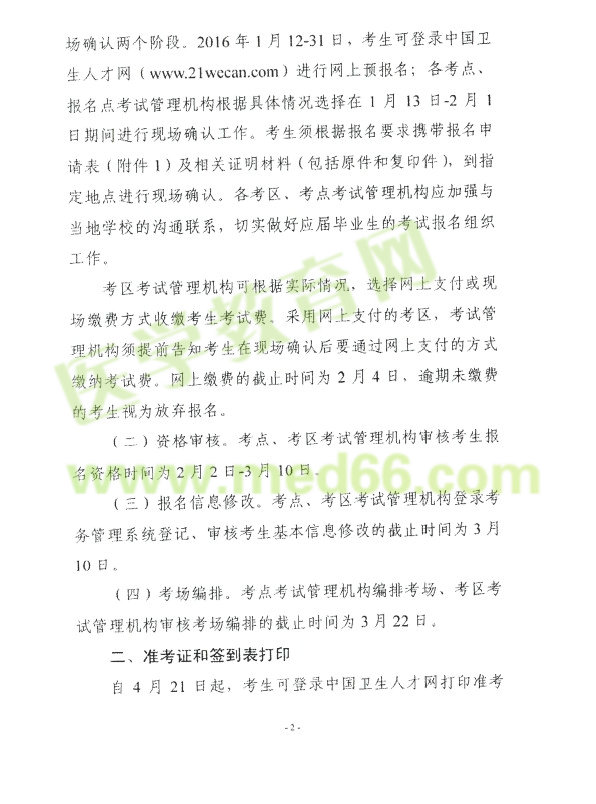 场确认两个阶段。2016 年 1 月 12-31 日，考生可登录中国卫
生人才网（www.21wecan.com）进行网上预报名；各考点、
报名点考试管理机构根据具体情况选择在 1 月 13 日-2 月 1
日期间进行现场确认工作。考生须根据报名要求携带报名申
请表（附件 1）及相关证明材料（包括原件和复印件），到指
定地点进行现场确认。各考区、考点考试管理机构应加强与
当地学校的沟通联系，切实做好应届毕业生的考试报名组织
工作。
考区考试管理机构可根据实际情况，选择网上支付或现
场缴费方式收缴考生考试费。采用网上支付的考区，考试管
理机构须提前告知考生在现场确认后要通过网上支付的方式
缴纳考试费。网上缴费的截止时间为 2 月 4 日，逾期未缴费
的考生视为放弃报名。
（二）资格审核。考点、考区考试管理机构审核考生报
名资格时间为 2 月 2 日-3 月 10 日。
（三）报名信息修改。考点、考区考试管理机构登录考
务管理系统登记、审核考生基本信息修改的截止时间为 3 月
10 日。
（四）考场编排。考点考试管理机构编排考场、考区考
试管理机构审核考场编排的截止时间为 3 月 22 日。
二、准考证和签到表打印
自 4 月 21 日起，考生可登录中国卫生人才网打印准考
- 2 -
医学教育网
www.med66.com